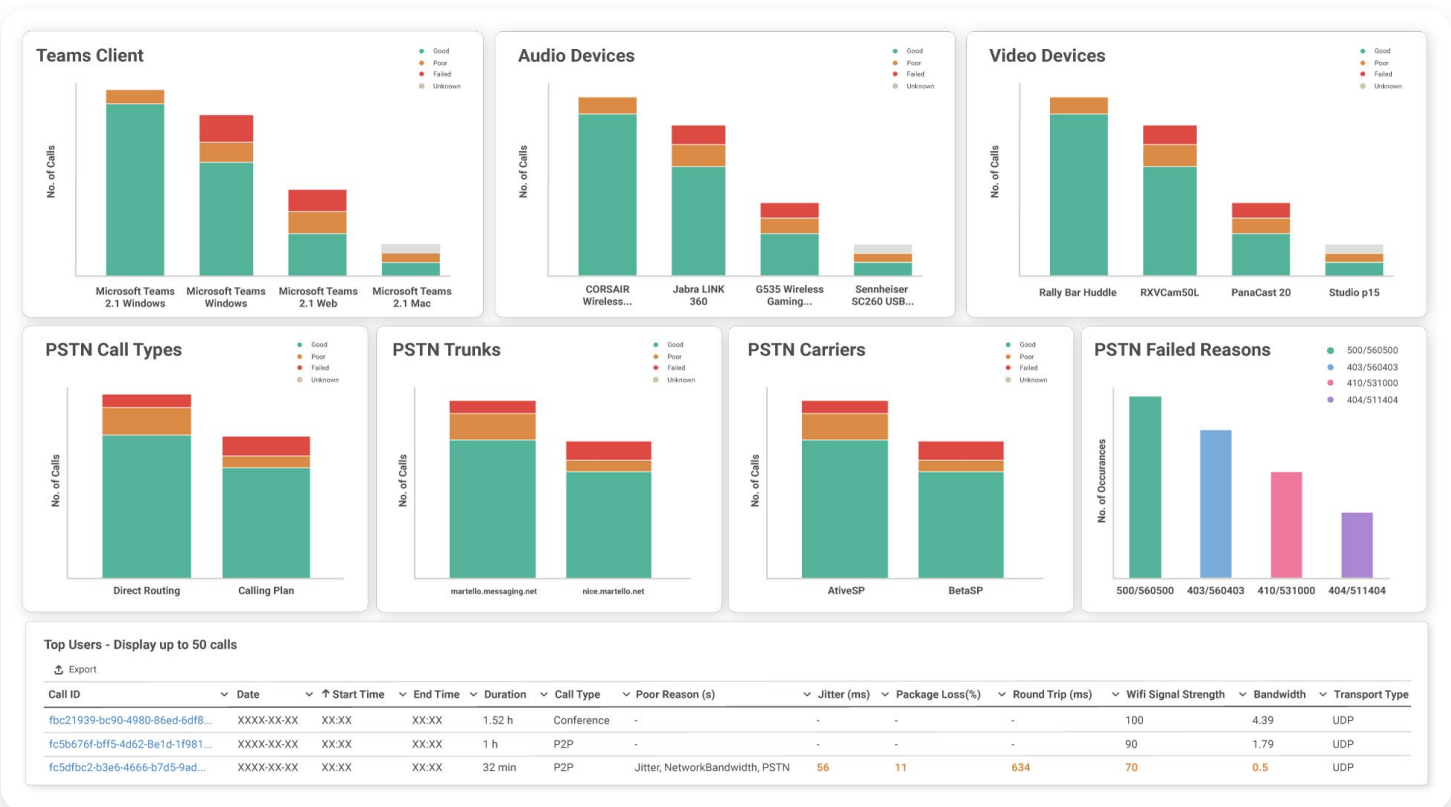 Teams Client
Good
Poor
Failed
Unknown
No. of Calls
Microsoft Teams
2.1 Windows
Microsoft Teams
Windows
Microsoft Teams
2.1 Web
Microsoft Teams
2.1 Mac
Audio Devices
Good
Poor
Failed
Unknown
No. of Calls
CORSAIR
Wireless...
Jabra LINK
360
G535 Wireless
Gaming...
Sennheiser
SC260 USB...
Video Devices
Good
Poor
Failed
Unknown
No. of Calls
Rally Bar Huddle
RXVCam50L
PanaCast 20
Studio p15
PSTN Call Types
Good
Poor
Failed
Unknown
No. of Calls
Direct Routing
Calling Plan
PSTN Trunks
Good
Poor
Failed
Unknown
No. of Calls
martello.messaging.net
nice.martello.net
PSTN Carriers
Good
Poor
Failed
Unknown
No. of Calls
AtiveSP
BetaSP
PSTN Failed Reasons
500/560500
403/560403
410/531000
404/511404
No. of Occurances
500/560500 403/560403 410/531000 404/511404
Top Users - Display up to 50 calls
Export
Call ID Date Start Time End Time Duration Call Type Poor Reason (s) Jitter (ms) Package Loss(%) Round Trip (ms) Wifi Signal Strength Bandwidth Transport Type
fbc21939-bc90-4980-86ed-6df8... XXXX-XX-XX XX:XX XX:XX 1.52 h Conference - - - - 100 4.39 UDP
fc5b676f-bff5-4d62-Be1d-1f981... XXXX-XX-XX XX:XX XX:XX 1 h P2P - - - - 90 1.79 UDP
fc5dfbc2-b3e6-4666-b7d5-9ad... XXXX-XX-XX XX:XX XX:XX 32 min P2P Jitter, NetworkBandwidth, PSTN 56 11 634 70 0.5 UDP